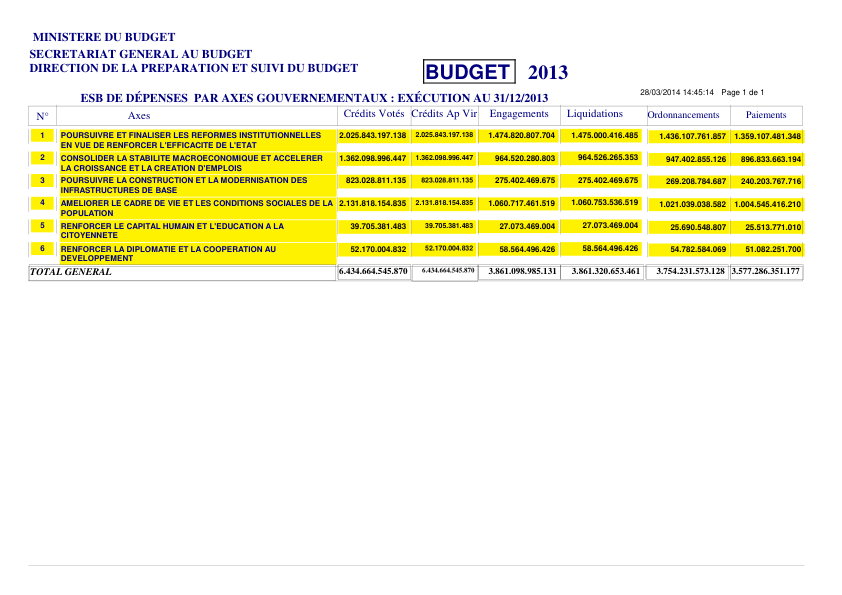 MINISTERE DU BUDGET
SECRETARIAT GENERAL AU BUDGET
DIRECTION DE LA PREPARATION ET SUIVI DU BUDGET
BUDGET 2013
28/03/2014 14:45:14 Page 1 de 1
ESB DE DÉPENSES PAR AXES GOUVERNEMENTAUX : EXÉCUTION AU 31/12/2013
N° Axes Crédits Votés Crédits Ap Vir Engagements Liquidations Ordonnancements Paiements
1 POURSUIVRE ET FINALISER LES REFORMES INSTITUTIONNELLES 2.025.843.197.138 2.025.843.197.138 1.474.820.807.704 1.475.000.416.485 1.436.107.761.857 1.359.107.481.348
EN VUE DE RENFORCER L'EFFICACITE DE L'ETAT
2 CONSOLIDER LA STABILITE MACROECONOMIQUE ET ACCELERER 1.362.098.996.447 1.362.098.996.447 964.520.280.803 964.526.265.353 947.402.855.126 896.833.663.194
LA CROISSANCE ET LA CREATION D'EMPLOIS
3 POURSUIVRE LA CONSTRUCTION ET LA MODERNISATION DES 823.028.811.135 823.028.811.135 275.402.469.675 275.402.469.675 269.208.784.687 240.203.767.716
INFRASTRUCTURES DE BASE
4 AMELIORER LE CADRE DE VIE ET LES CONDITIONS SOCIALES DE LA 2.131.818.154.835 2.131.818.154.835 1.060.717.461.519 1.060.753.536.519 1.021.039.038.582 1.004.545.416.210
POPULATION
5 RENFORCER LE CAPITAL HUMAIN ET L'EDUCATION A LA 39.705.381.483 39.705.381.483 27.073.469.004 27.073.469.004 25.690.548.807 25.513.771.010
CITOYENNETE
6 RENFORCER LA DIPLOMATIE ET LA COOPERATION AU 52.170.004.832 52.170.004.832 58.564.496.426 58.564.496.426 54.782.584.069 51.082.251.700
DEVELOPPEMENT
TOTAL GENERAL 6.434.664.545.870 6.434.664.545.870 3.861.098.985.131 3.861.320.653.461 3.754.231.573.128 3.577.286.351.177